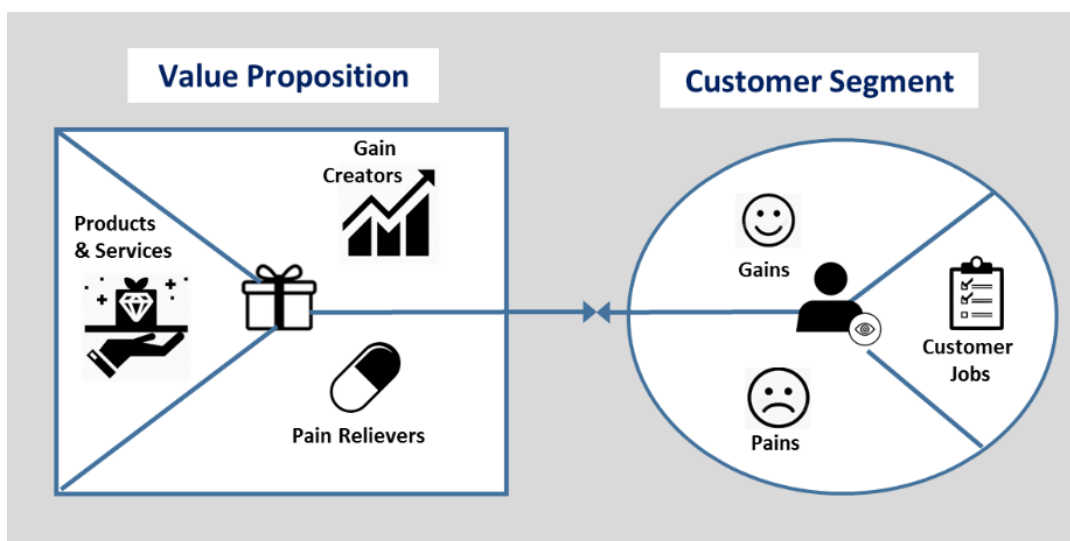 Value Proposition
Customer Segment
Gain
Creators
Products
& Services
Pain Relievers
Gains
Pains
Customer
Jobs